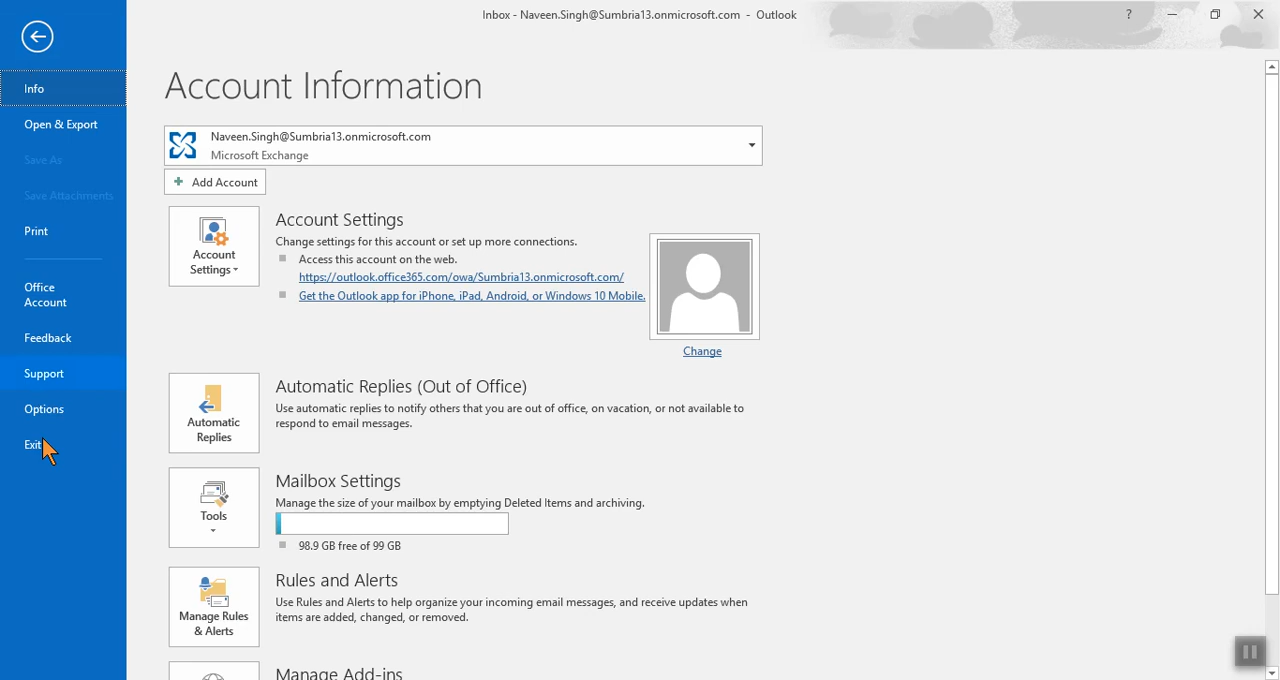 Inbox - Naveen.Singh@Sumbria13.onmicrosoft.com - Outlook
?
Info
Open & Export
Save As
Save Attachments
Print
Office
Account
Feedback
Support
Options
Exit
Account Information
Naveen.Singh@Sumbria13.onmicrosoft.com
Microsoft Exchange
Add Account
Account
Settings
Account Settings
Change settings for this account or set up more connections.
Access this account on the web.
https://outlook.office365.com/owa/Sumbria13.onmicrosoft.com/
Get the Outlook app for iPhone, iPad, Android, or Windows 10 Mobile.
Change
Automatic
Replies
Automatic Replies (Out of Office)
Use automatic replies to notify others that you are out of office, on vacation, or not available to
respond to email messages.
Tools
Mailbox Settings
Manage the size of your mailbox by emptying Deleted Items and archiving.
98.9 GB free of 99 GB
Manage Rules
& Alerts
Rules and Alerts
Use Rules and Alerts to help organize your incoming email messages, and receive updates when
items are added, changed, or removed.
Manage Add-ins